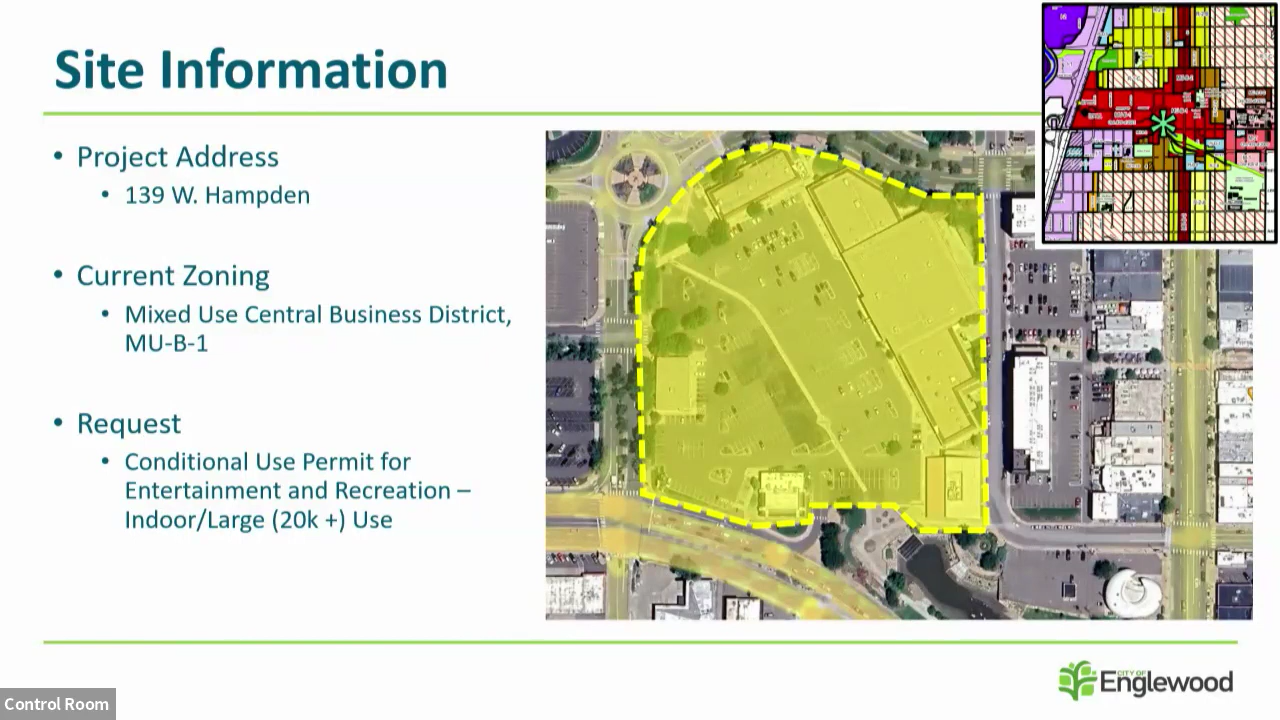 Site Information
• Project Address
• 139 W. Hampden
• Current Zoning
• Mixed Use Central Business District,
MU-B-1
• Request
• Conditional Use Permit for
Entertainment and Recreation –
Indoor/Large (20k +) Use
CITY OF
Englewood
Control Room